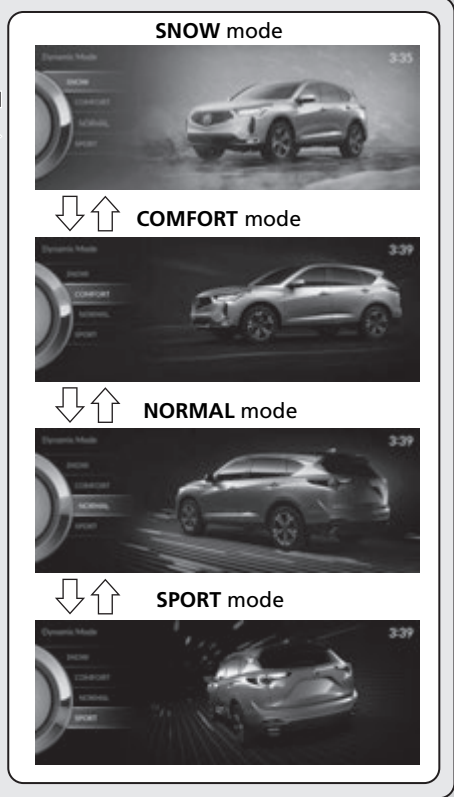 SNOW mode
Dynamic Mode
3:35
SNOW
COMFORT
NORMAL
SPORT
COMFORT mode
Dynamic Mode
3:39
SNOW
COMFORT
NORMAL
SPORT
NORMAL mode
Dynamic Mode
3:39
SNOW
COMFORT
NORMAL
SPORT
SPORT mode
Dynamic Mode
3:39
SNOW
COMFORT
NORMAL
SPORT